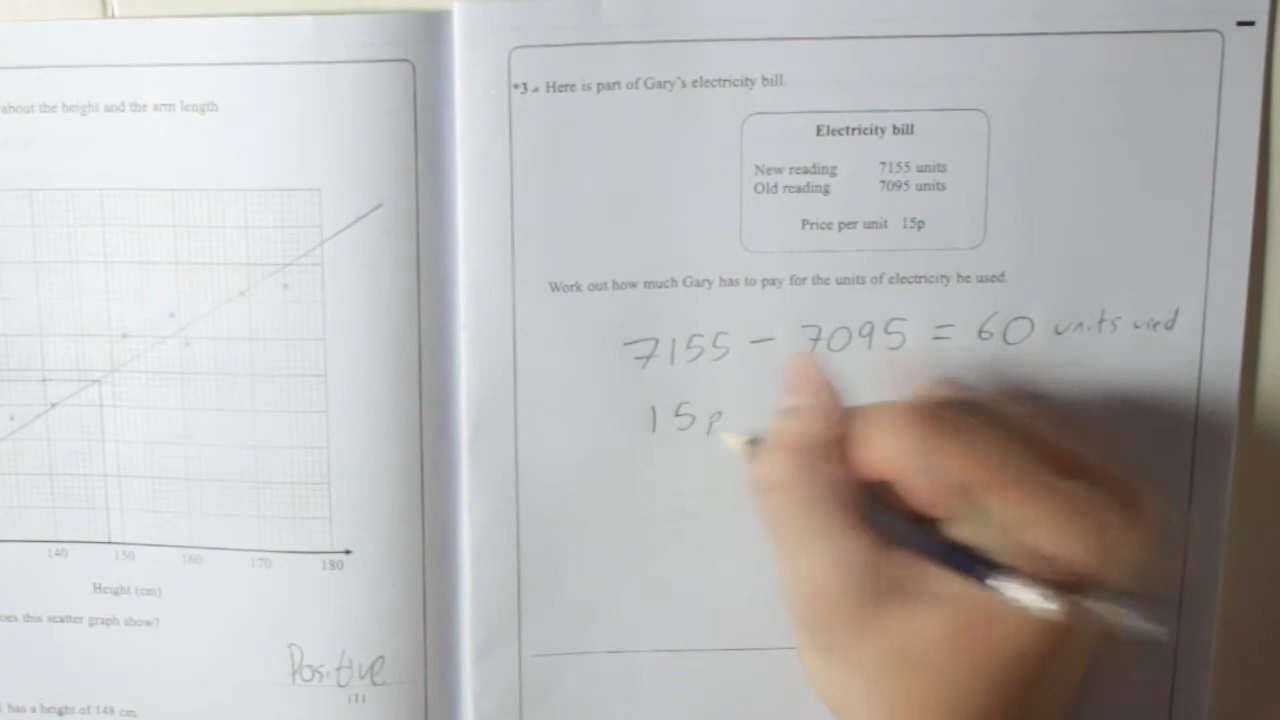 about the height and the arm length
140 150 160 170 180
Height (cm)
oes this scatter graph show?
Positive
(1)
has a height of 148 cm.
*3. Here is part of Gary's electricity bill.
Electricity bill
New reading 7155 units
Old reading 7095 units
Price per unit 15p
Work out how much Gary has to pay for the units of electricity he used.
7155 - 7095 = 60 units used
15p